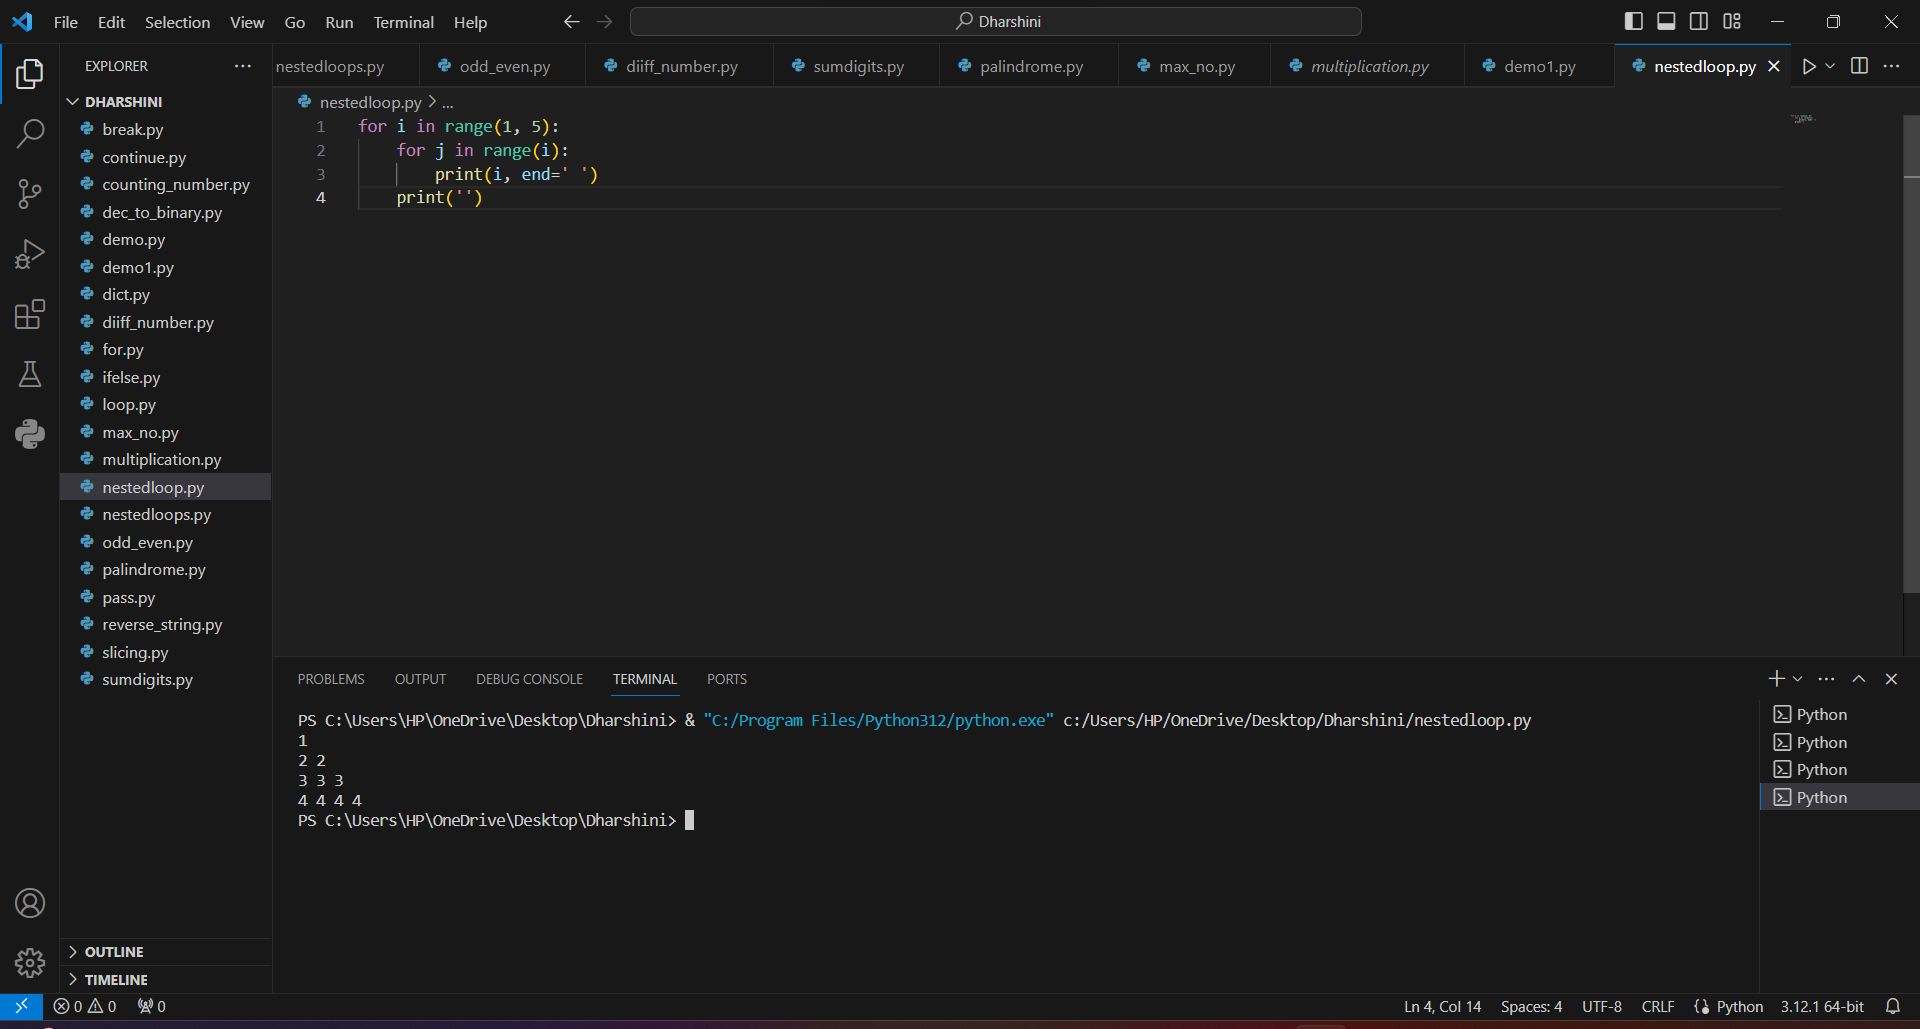 File Edit Selection View Go Run Terminal Help
Dharshini
EXPLORER
DHARSHINI
break.py
continue.py
counting_number.py
dec_to_binary.py
demo.py
demo1.py
dict.py
diiff_number.py
for.py
ifelse.py
loop.py
max_no.py
multiplication.py
nestedloop.py
nestedloops.py
odd_even.py
palindrome.py
pass.py
reverse_string.py
slicing.py
sumdigits.py
OUTLINE
TIMELINE
nestedloops.py odd_even.py diiff_number.py sumdigits.py palindrome.py max_no.py multiplication.py demo1.py nestedloop.py
nestedloop.py > ...
1 for i in range(1, 5):
2     for j in range(i):
3         print(i, end=' ')
4     print('')
PROBLEMS OUTPUT DEBUG CONSOLE TERMINAL PORTS
PS C:\Users\HP\OneDrive\Desktop\Dharshini> & "C:/Program Files/Python312/python.exe" c:/Users/HP/OneDrive/Desktop/Dharshini/nestedloop.py
1
2 2
3 3 3
4 4 4 4
PS C:\Users\HP\OneDrive\Desktop\Dharshini>
Python
Python
Python
Python
0 0 0
Ln 4, Col 14 Spaces: 4 UTF-8 CRLF Python 3.12.1 64-bit